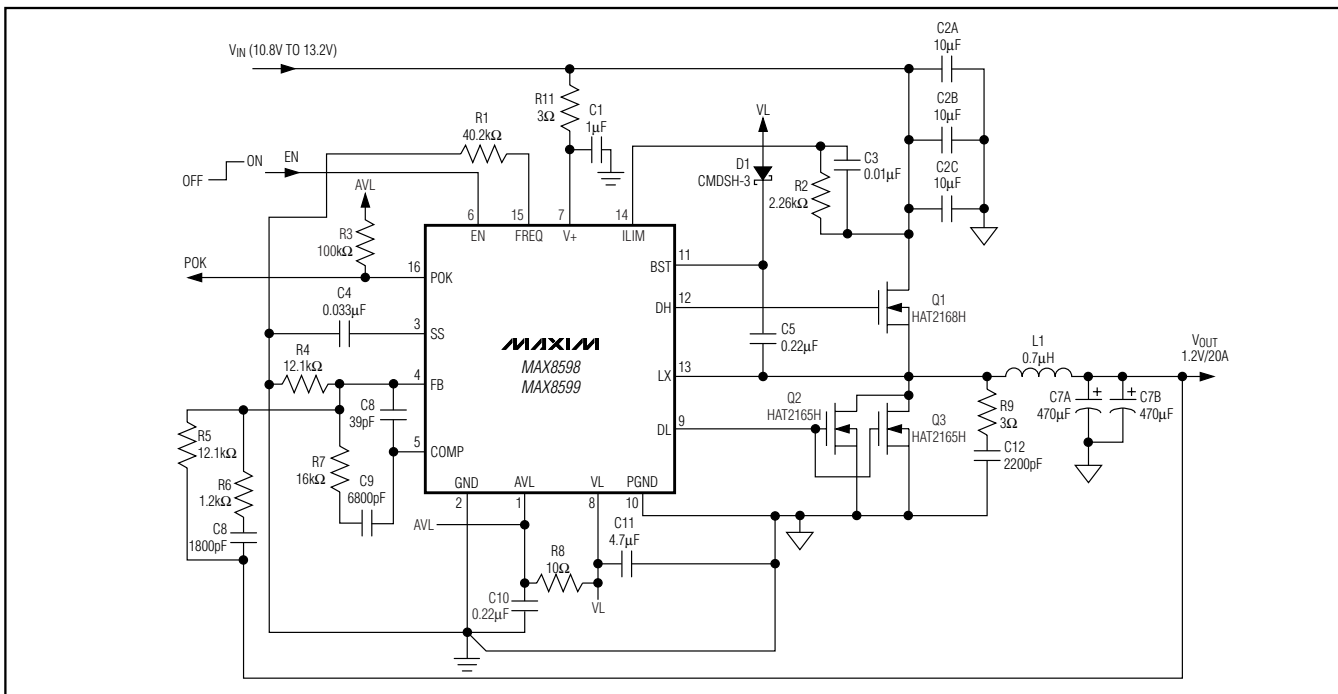 VIN (10.8V TO 13.2V)
C2A
10µF
C2B
10µF
C2C
10µF
R11
3Ω
C1
1µF
R1
40.2kΩ
VL
D1
CMDSH-3
R2
2.26kΩ
C3
0.01µF
OFF
ON
EN
AVL
R3
100kΩ
POK
6
EN
15
FREQ
7
V+
14
ILIM
16
POK
11
BST
12
DH
Q1
HAT2168H
C4
0.033µF
3
SS
C5
0.22µF
MAXIM
MAX8598
MAX8599
13
LX
L1
0.7µH
VOUT
1.2V/20A
R4
12.1kΩ
4
FB
C8
39pF
5
COMP
9
DL
Q2
HAT2165H
Q3
HAT2165H
R9
3Ω
C12
2200pF
C7A
470µF
+
C7B
470µF
+
R5
12.1kΩ
R6
1.2kΩ
C8
1800pF
R7
16kΩ
C9
6800pF
GND
2
AVL
1
VL
8
PGND
10
AVL
R8
10Ω
C11
4.7µF
VL
C10
0.22µF